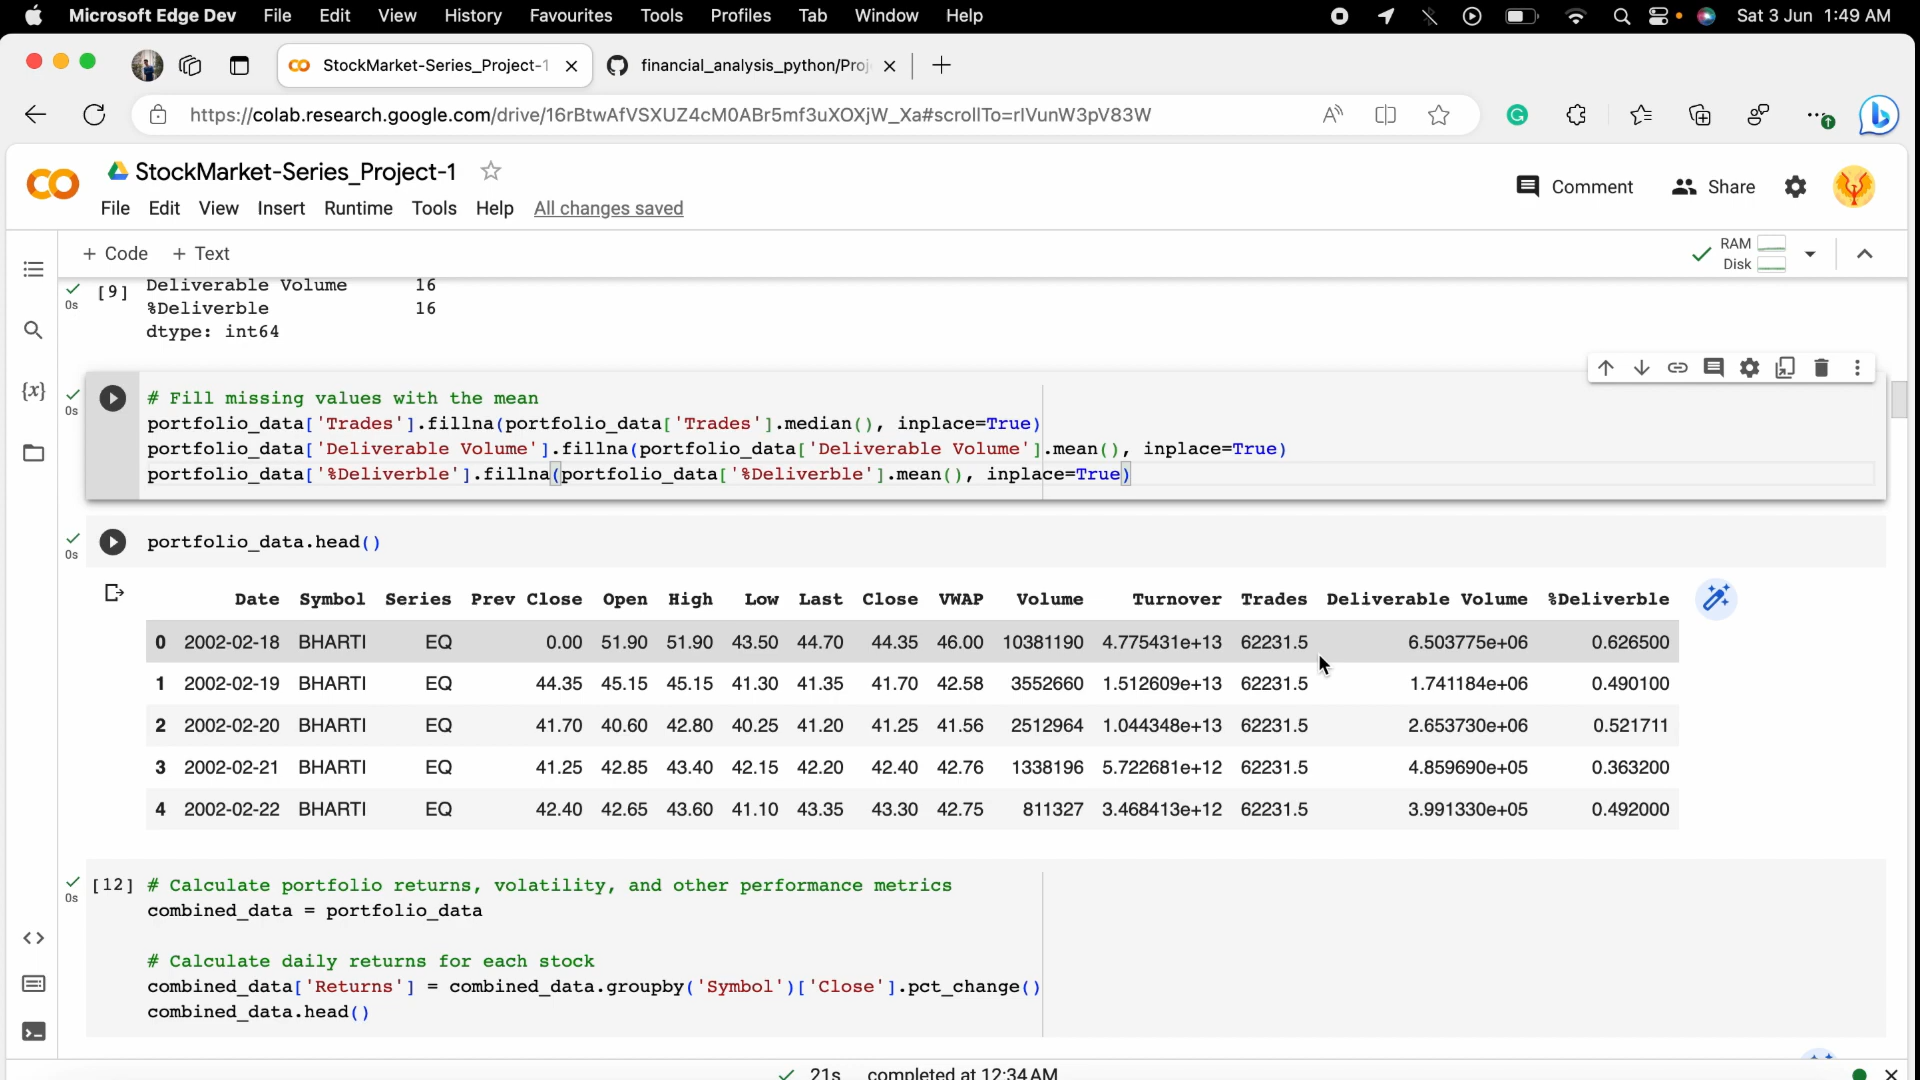 Microsoft Edge Dev File Edit View History Favourites Tools Profiles Tab Window Help Sat 3 Jun 1:49 AM
StockMarket-Series_Project-1 financial_analysis_python/Proj
https://colab.research.google.com/drive/16rBtwAfVSXUZ4cM0ABr5mf3uXOXjW_Xa#scrollTo=rIVunW3pV83W
StockMarket-Series_Project-1
Comment Share
File Edit View Insert Runtime Tools Help All changes saved
+ Code + Text RAM
Disk
[9] Deliverable Volume 16
0s
%Deliverble 16
dtype: int64
{x}
# Fill missing values with the mean
0s
portfolio_data['Trades'].fillna(portfolio_data['Trades'].median(), inplace=True)
portfolio_data['Deliverable Volume'].fillna(portfolio_data['Deliverable Volume'].mean(), inplace=True)
portfolio_data['%Deliverble'].fillna(portfolio_data['%Deliverble'].mean(), inplace=True)
portfolio_data.head()
0s
Date Symbol Series Prev Close Open High Low Last Close VWAP Volume Turnover Trades Deliverable Volume %Deliverble
0 2002-02-18 BHARTI EQ 0.00 51.90 51.90 43.50 44.70 44.35 46.00 10381190 4.775431e+13 62231.5 6.503775e+06 0.626500
1 2002-02-19 BHARTI EQ 44.35 45.15 45.15 41.30 41.35 41.70 42.58 3552660 1.512609e+13 62231.5 1.741184e+06 0.490100
2 2002-02-20 BHARTI EQ 41.70 40.60 42.80 40.25 41.20 41.25 41.56 2512964 1.044348e+13 62231.5 2.653730e+06 0.521711
3 2002-02-21 BHARTI EQ 41.25 42.85 43.40 42.15 42.20 42.40 42.76 1338196 5.722681e+12 62231.5 4.859690e+05 0.363200
4 2002-02-22 BHARTI EQ 42.40 42.65 43.60 41.10 43.35 43.30 42.75 811327 3.468413e+12 62231.5 3.991330e+05 0.492000
[12] # Calculate portfolio returns, volatility, and other performance metrics
0s
combined_data = portfolio_data
# Calculate daily returns for each stock
combined_data['Returns'] = combined_data.groupby('Symbol')['Close'].pct_change()
combined_data.head()
21s completed at 12:34 AM